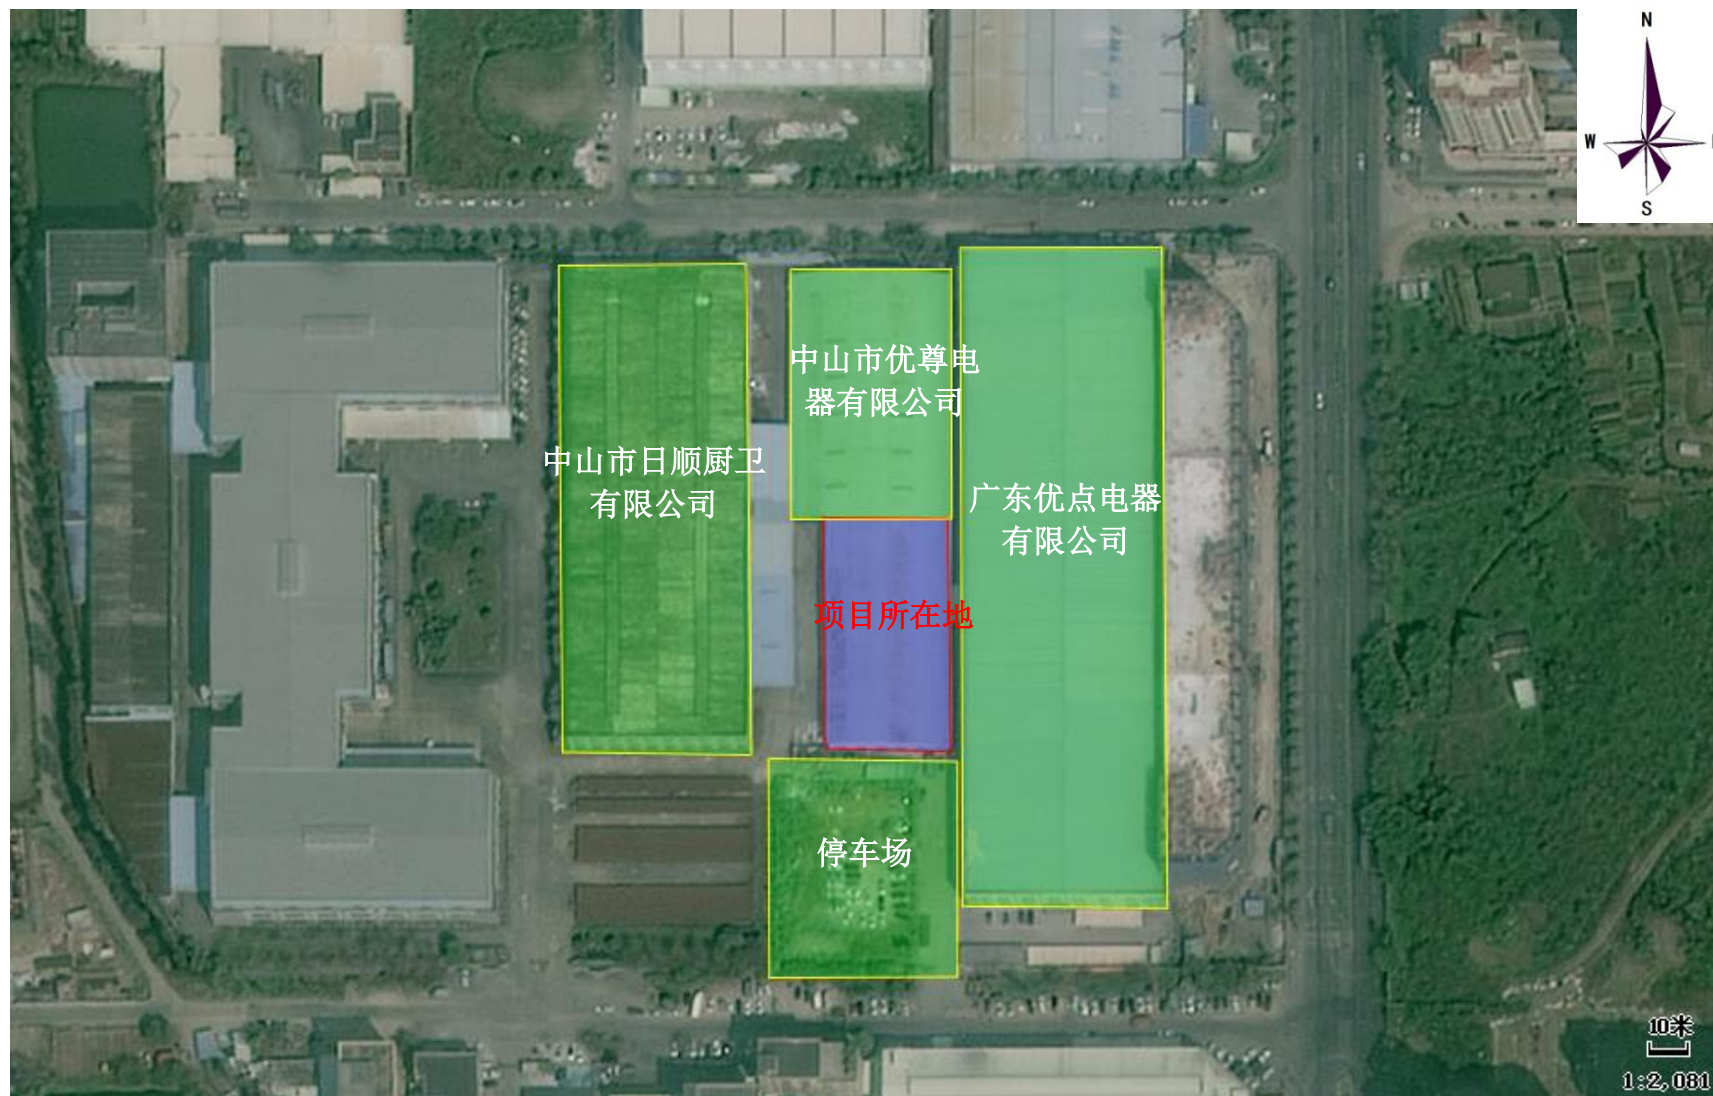 N
W
S
中山市优尊电
器有限公司
中山市日顺厨卫
有限公司
广东优点电器
有限公司
项目所在地
停车场
10米
1:2,081